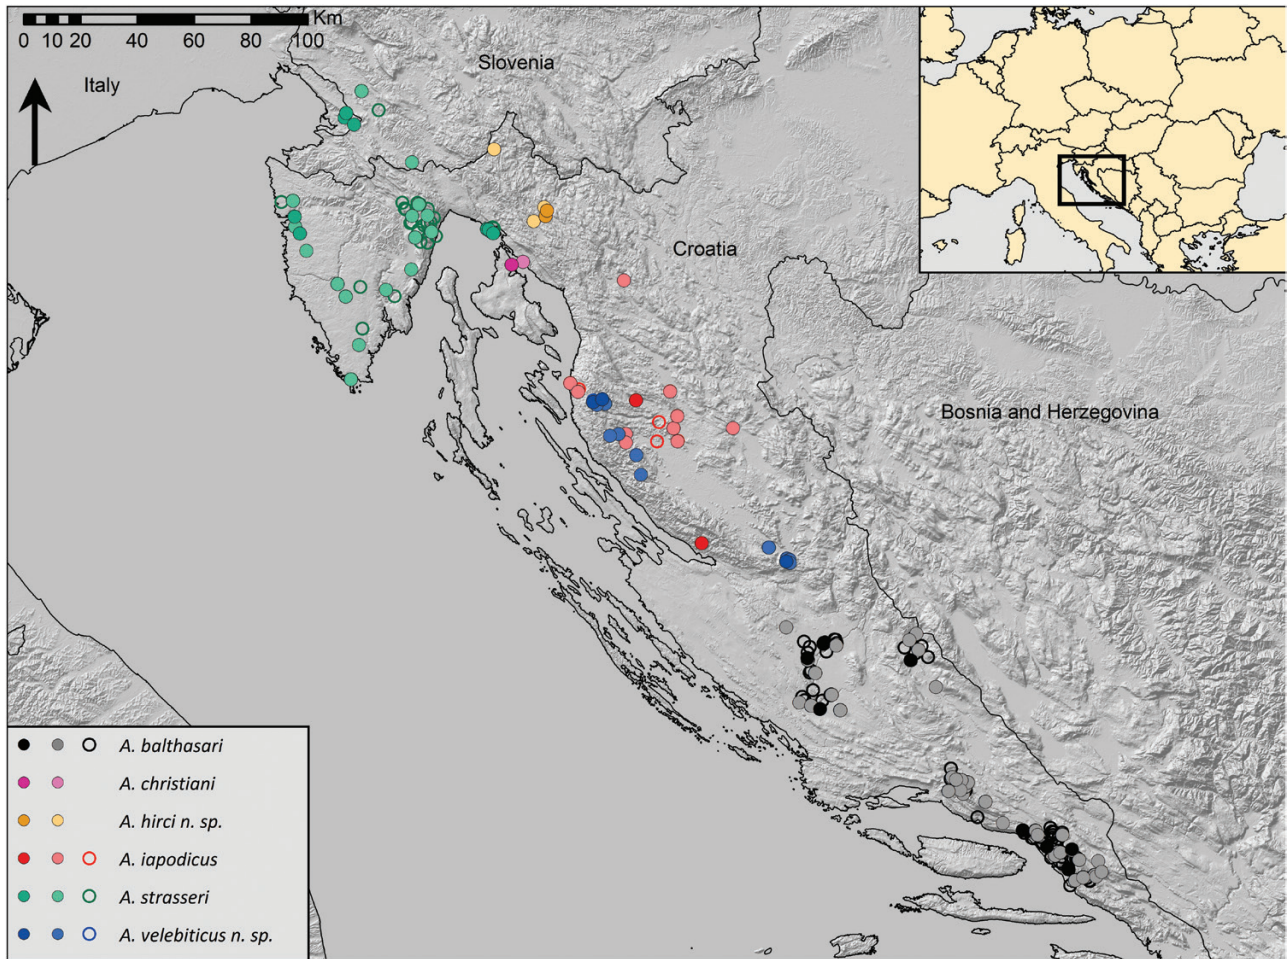 Km
0 10 20 40 60 80 100
Italy
Slovenia
Croatia
Bosnia and Herzegovina
A. balthasari
A. christiani
A. hirci n. sp.
A. iapodicus
A. strasseri
A. velebiticus n. sp.